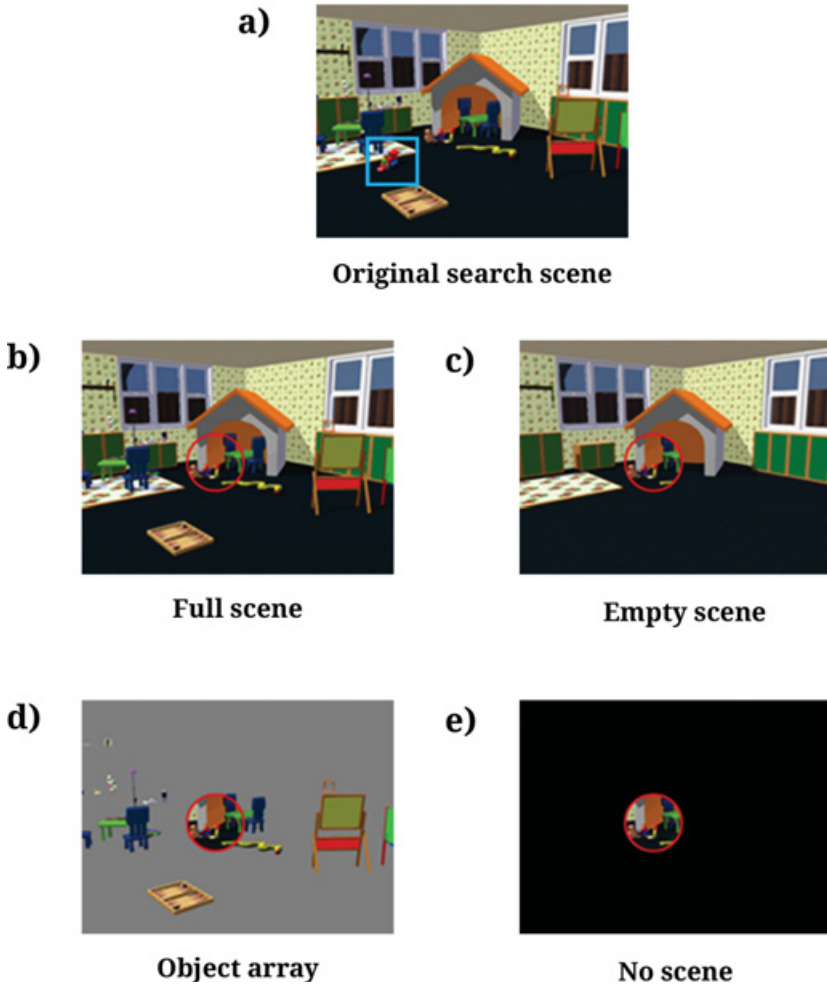 a)
Original search scene
b)
Full scene
c)
Empty scene
d)
Object array
e)
No scene